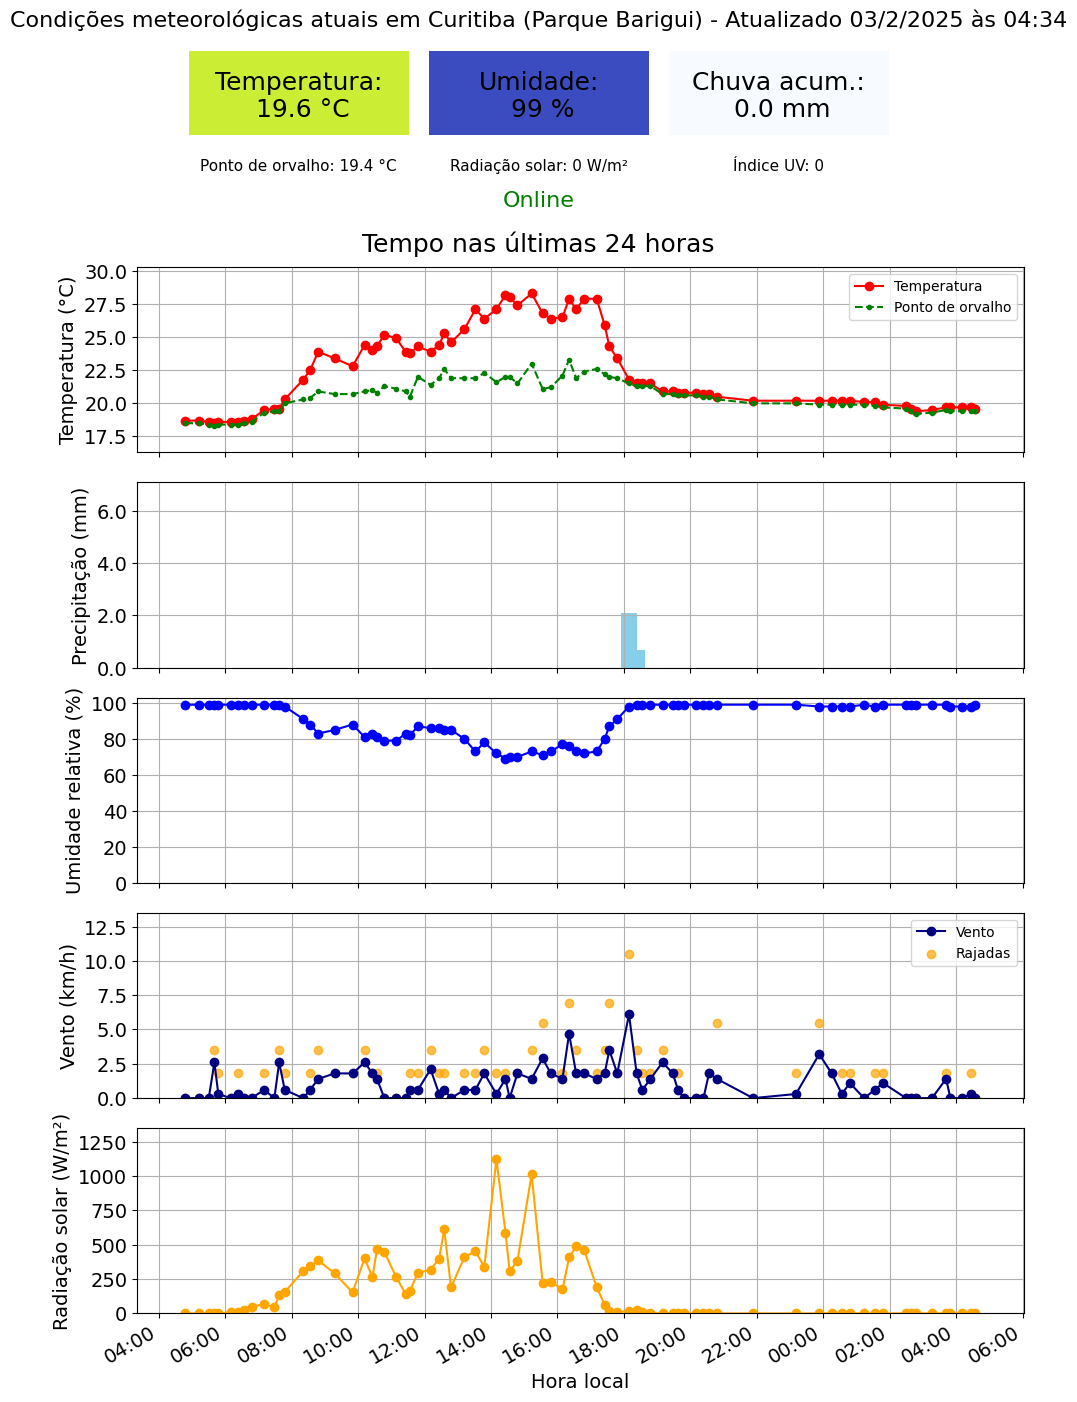 Condições meteorológicas atuais em Curitiba (Parque Barigui) - Atualizado 03/2/2025 às 04:34
Temperatura:
19.6 °C
Umidade:
99 %
Chuva acum.:
0.0 mm
Ponto de orvalho: 19.4 °C
Radiação solar: 0 W/m²
Índice UV: 0
Online
Tempo nas últimas 24 horas
Temperatura (°C)
30.0
27.5
25.0
22.5
20.0
17.5
Temperatura
Ponto de orvalho
Precipitação (mm)
6.0
4.0
2.0
0.0
Umidade relativa (%)
100
80
60
40
20
0
Vento (km/h)
12.5
10.0
7.5
5.0
2.5
0.0
Vento
Rajadas
Radiação solar (W/m²)
1250
1000
750
500
250
0
04:00
06:00
08:00
10:00
12:00
14:00
16:00
18:00
20:00
22:00
00:00
02:00
04:00
06:00
Hora local